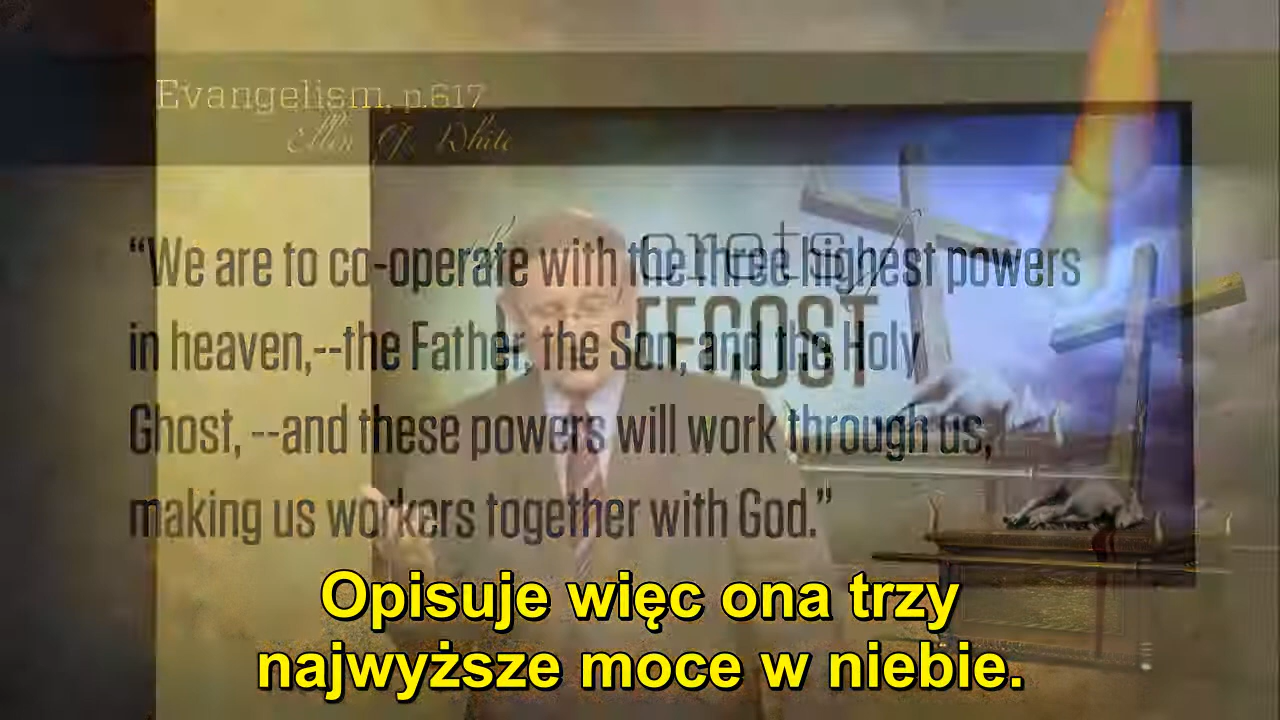 Evangelism, p.617
Ellen G. White
“We are to co-operate with the three highest powers
in heaven,--the Father, the Son, and the Holy
Ghost, --and these powers will work through us,
making us workers together with God.”
Opisuje więc ona trzy
najwyższe moce w niebie.